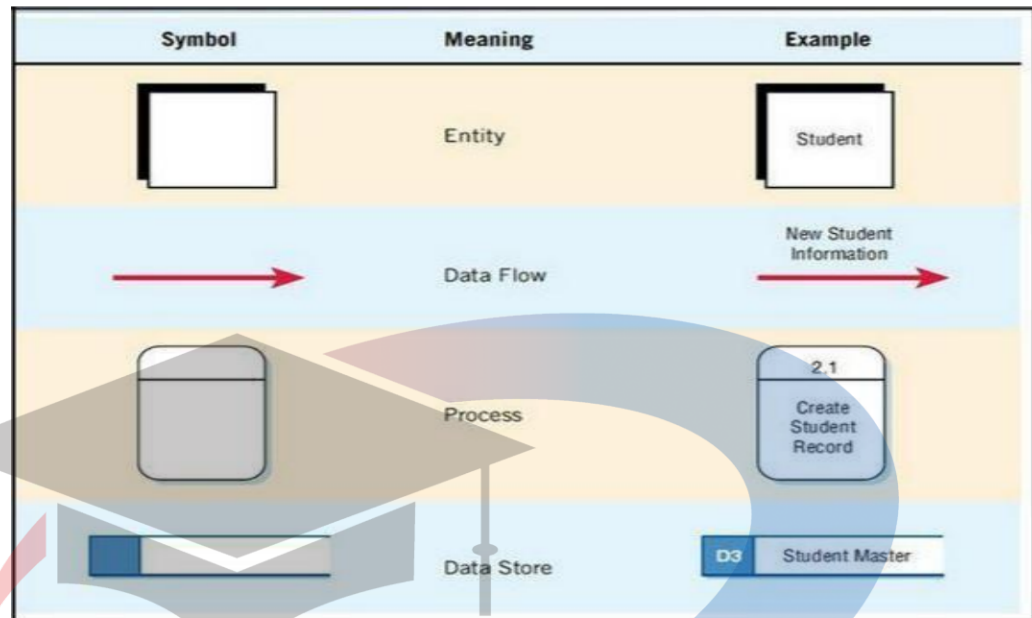 Symbol Meaning Example
Entity
Student
Data Flow
New Student
Information
Process
2.1
Create
Student
Record
Data Store
D3 Student Master